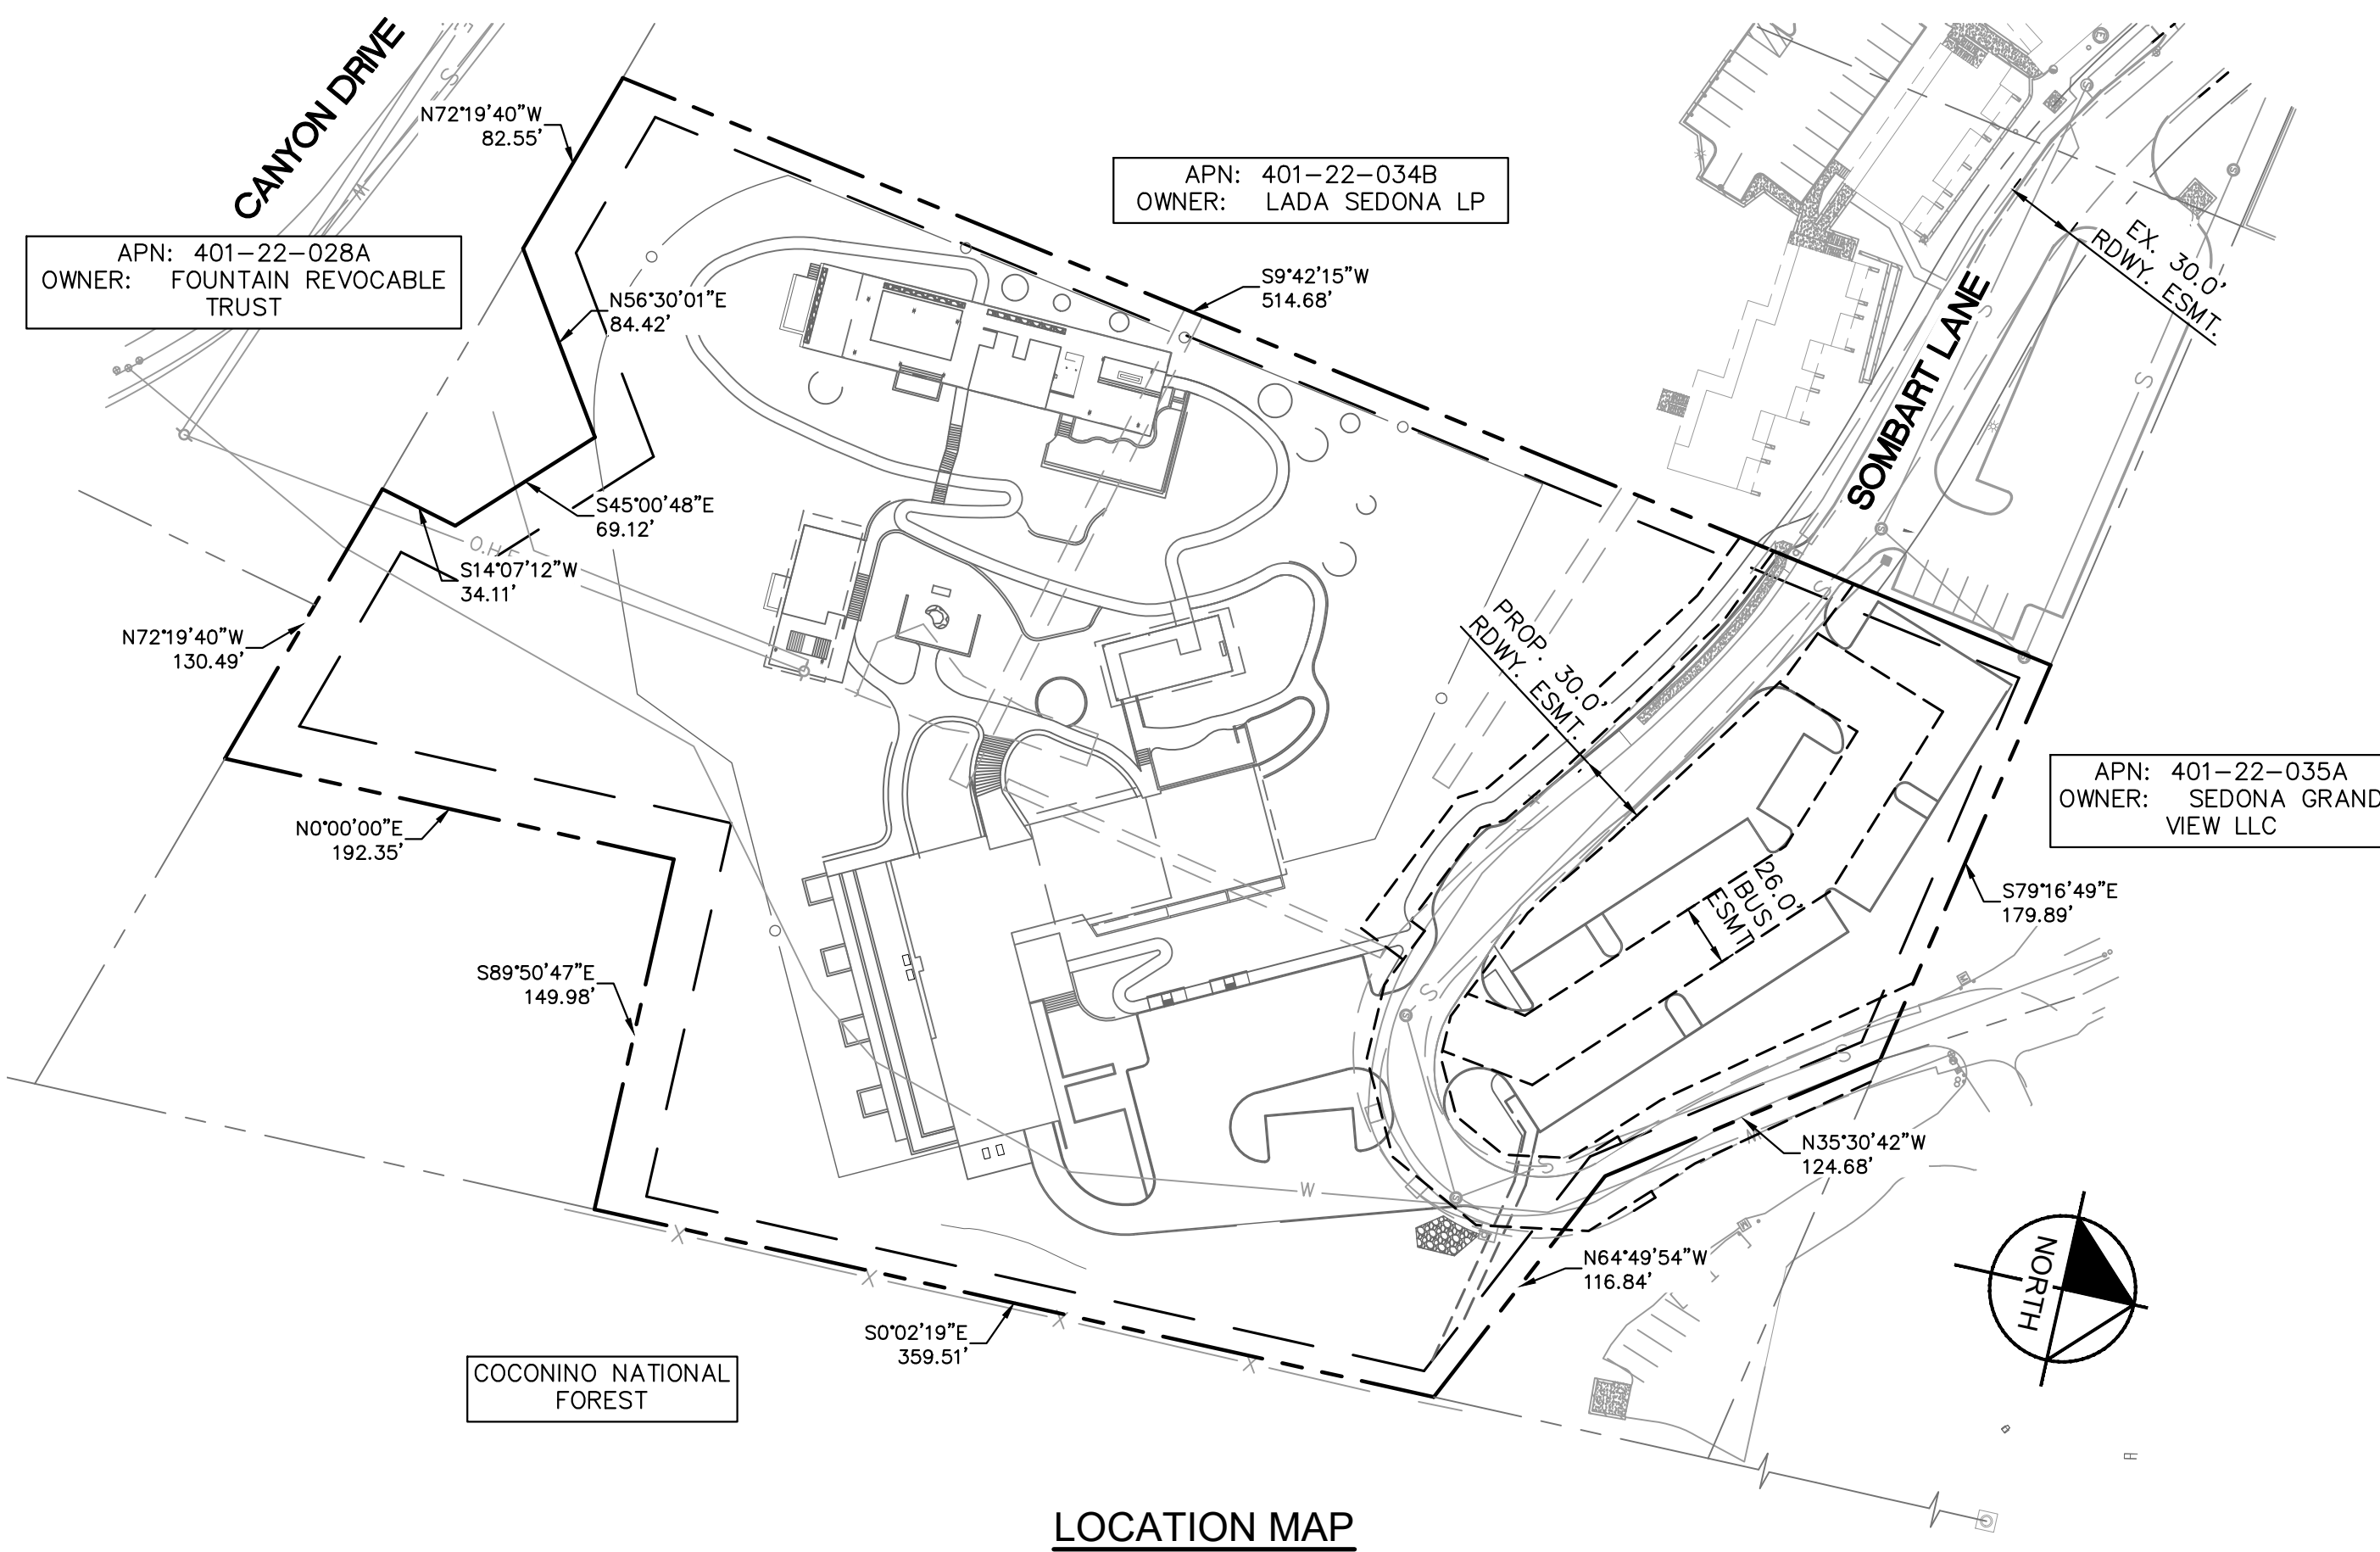 CANYON DRIVE
N72°19'40"W
82.55'
APN: 401-22-034B
OWNER: LADA SEDONA LP
APN: 401-22-028A
OWNER: FOUNTAIN REVOCABLE
TRUST
N56°30'01"E
84.42'
S9°42'15"W
514.68'
EX. 30.0'
RDWY. ESMT.
SOMBART LANE
S45°00'48"E
69.12'
O.H.E
S14°07'12"W
34.11'
N72°19'40"W
130.49'
PROP. 30.0'
RDWY. ESMT.
APN: 401-22-035A
OWNER: SEDONA GRAND
VIEW LLC
N0°00'00"E
192.35'
26.0'
BUS
ESMT
S79°16'49"E
179.89'
S89°50'47"E
149.98'
N35°30'42"W
124.68'
W
N64°49'54"W
116.84'
NORTH
S0°02'19"E
359.51'
COCONINO NATIONAL
FOREST
LOCATION MAP